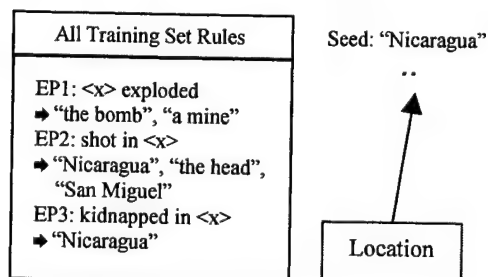 All Training Set Rules
EP1: <x> exploded
➡ “the bomb”, “a mine”
EP2: shot in <x>
➡ “Nicaragua”, “the head”,
“San Miguel”
EP3: kidnapped in <x>
➡ “Nicaragua”
Seed: “Nicaragua”
..
Location